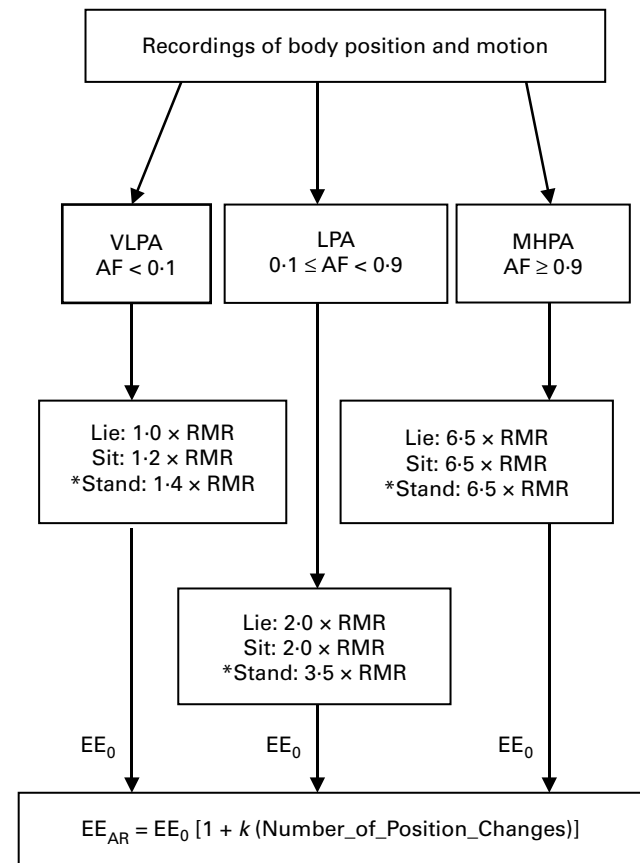 Recordings of body position and motion
VLPA
AF < 0·1
LPA
0·1 ≤ AF < 0·9
MHPA
AF ≥ 0·9
Lie: 1·0 × RMR
Sit: 1·2 × RMR
*Stand: 1·4 × RMR
Lie: 6·5 × RMR
Sit: 6·5 × RMR
*Stand: 6·5 × RMR
Lie: 2·0 × RMR
Sit: 2·0 × RMR
*Stand: 3·5 × RMR
EE₀
EE₀
EE₀
EE_AR = EE₀ [1 + k (Number_of_Position_Changes)]